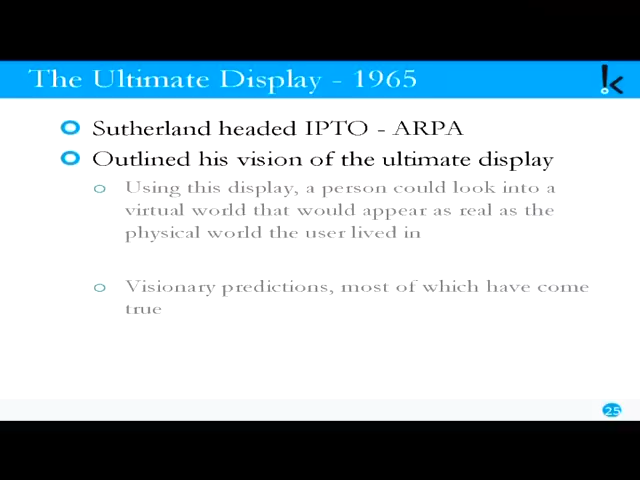 The Ultimate Display - 1965
Sutherland headed IPTO - ARPA
Outlined his vision of the ultimate display
Using this display, a person could look into a
virtual world that would appear as real as the
physical world the user lived in
Visionary predictions, most of which have come
true
25